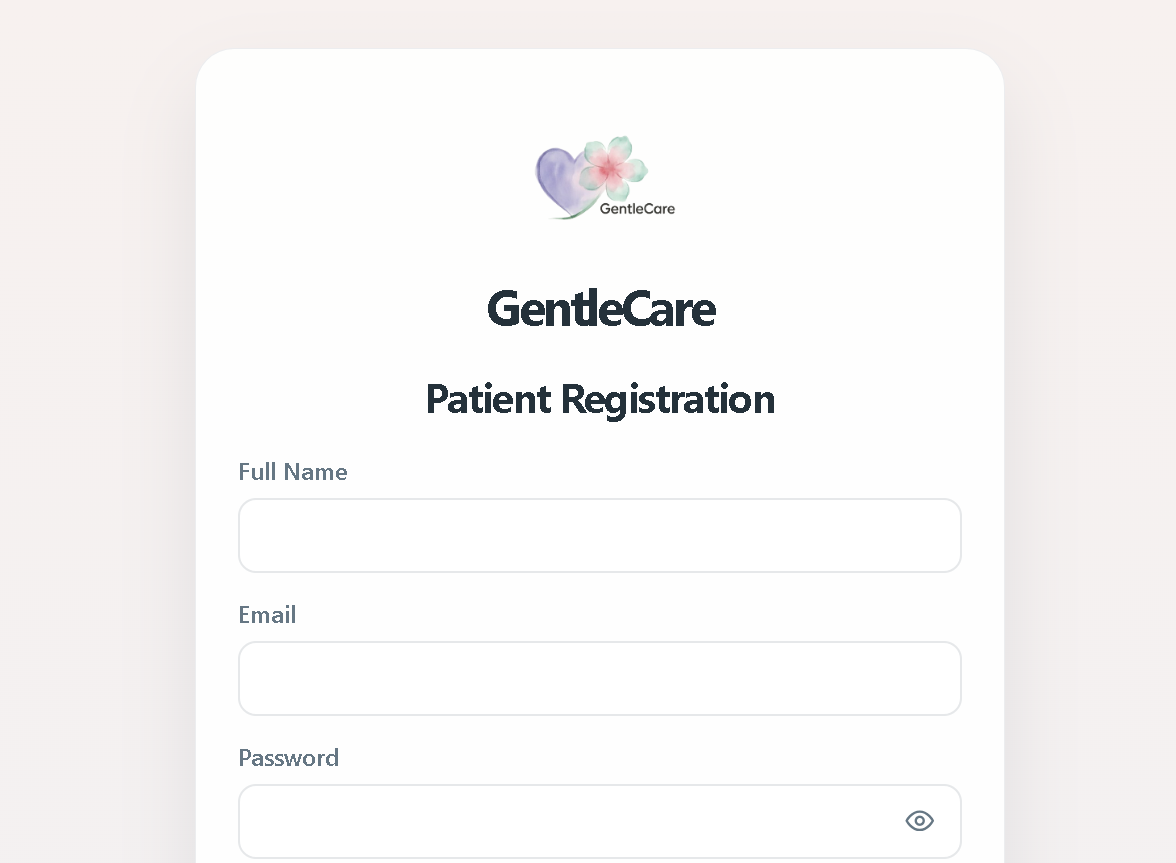 GentleCare
GentleCare
Patient Registration
Full Name
Email
Password